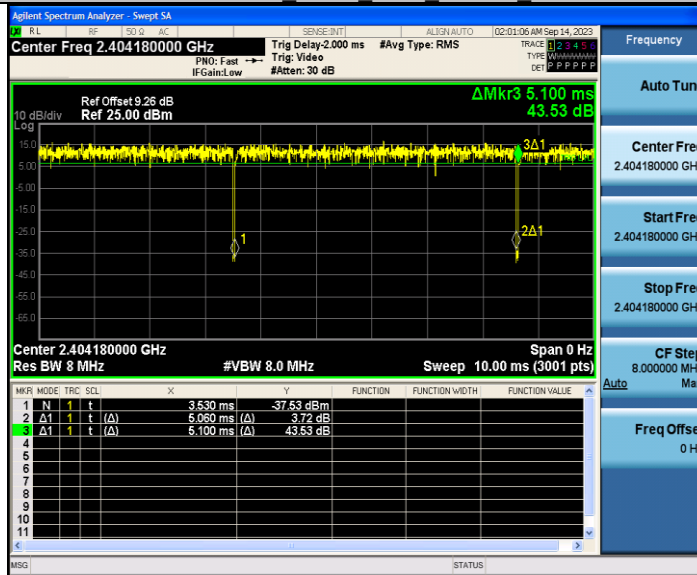 Agilent Spectrum Analyzer - Swept SA
RL RF 50 Ω AC SENSE:INT ALIGN AUTO 02:01:06 AM Sep 14, 2023
Center Freq 2.404180000 GHz
Trig Delay-2.000 ms #Avg Type: RMS
TRACE 1 2 3 4 5 6
PNO: Fast Trig: Video
TYPE WWWWWW
IFGain:Low #Atten: 30 dB
DET P P P P P P
ΔMkr3 5.100 ms
43.53 dB
Ref Offset 9.26 dB
10 dB/div Ref 25.00 dBm
Log
15.0
5.00
-5.00
-15.0
-25.0
-35.0
-45.0
-55.0
-65.0
3Δ1
1
2Δ1
Center 2.404180000 GHz Span 0 Hz
Res BW 8 MHz #VBW 8.0 MHz Sweep 10.00 ms (3001 pts)
MKR MODE TRC SCL X Y FUNCTION FUNCTION WIDTH FUNCTION VALUE
1 N 1 t 3.530 ms -37.53 dBm
2 Δ1 1 t (Δ) 5.060 ms (Δ) 3.72 dB
3 Δ1 1 t (Δ) 5.100 ms (Δ) 43.53 dB
4
5
6
7
8
9
10
11
MSG STATUS
Frequency
Auto Tun
Center Fre
2.404180000 GH
Start Fre
2.404180000 GH
Stop Fre
2.404180000 GH
CF Ste
8.000000 MH
Auto Ma
Freq Offse
0 H